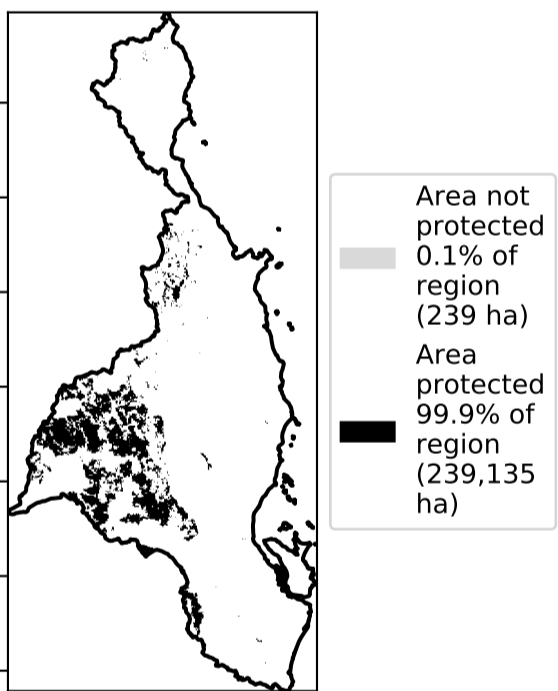 Area not
protected
0.1% of
region
(239 ha)
Area
protected
99.9% of
region
(239,135
ha)